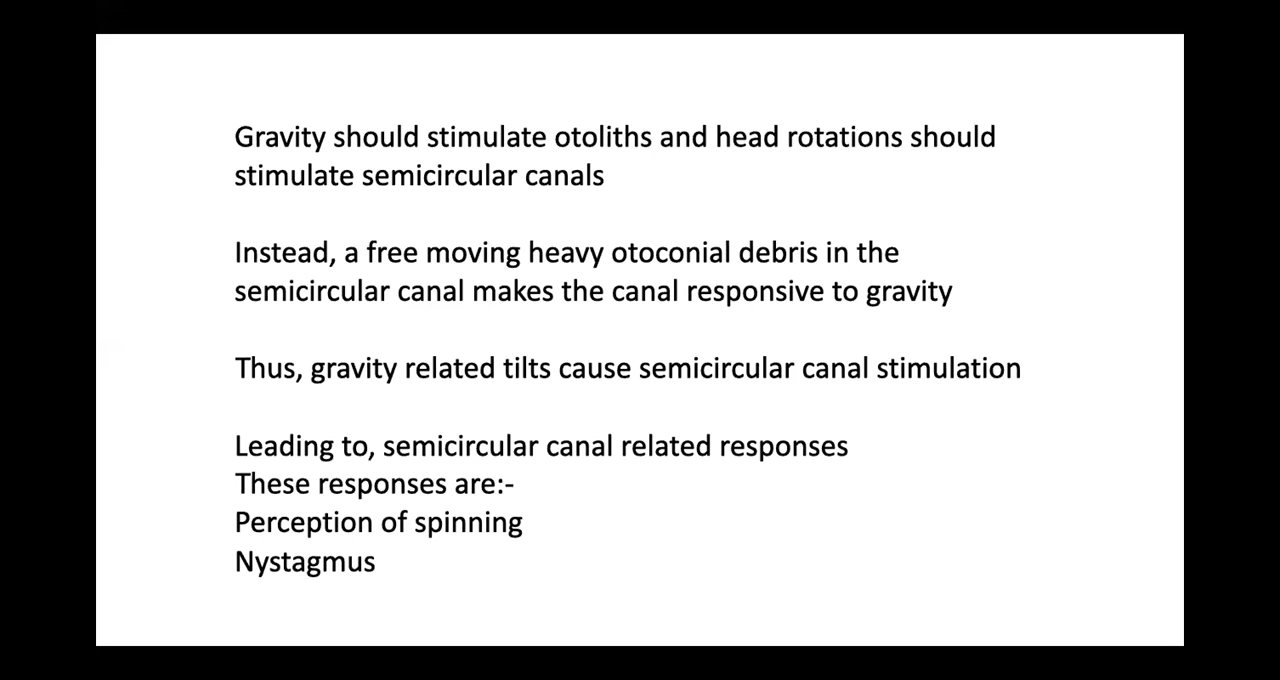 Gravity should stimulate otoliths and head rotations should
stimulate semicircular canals
Instead, a free moving heavy otoconial debris in the
semicircular canal makes the canal responsive to gravity
Thus, gravity related tilts cause semicircular canal stimulation
Leading to, semicircular canal related responses
These responses are:-
Perception of spinning
Nystagmus